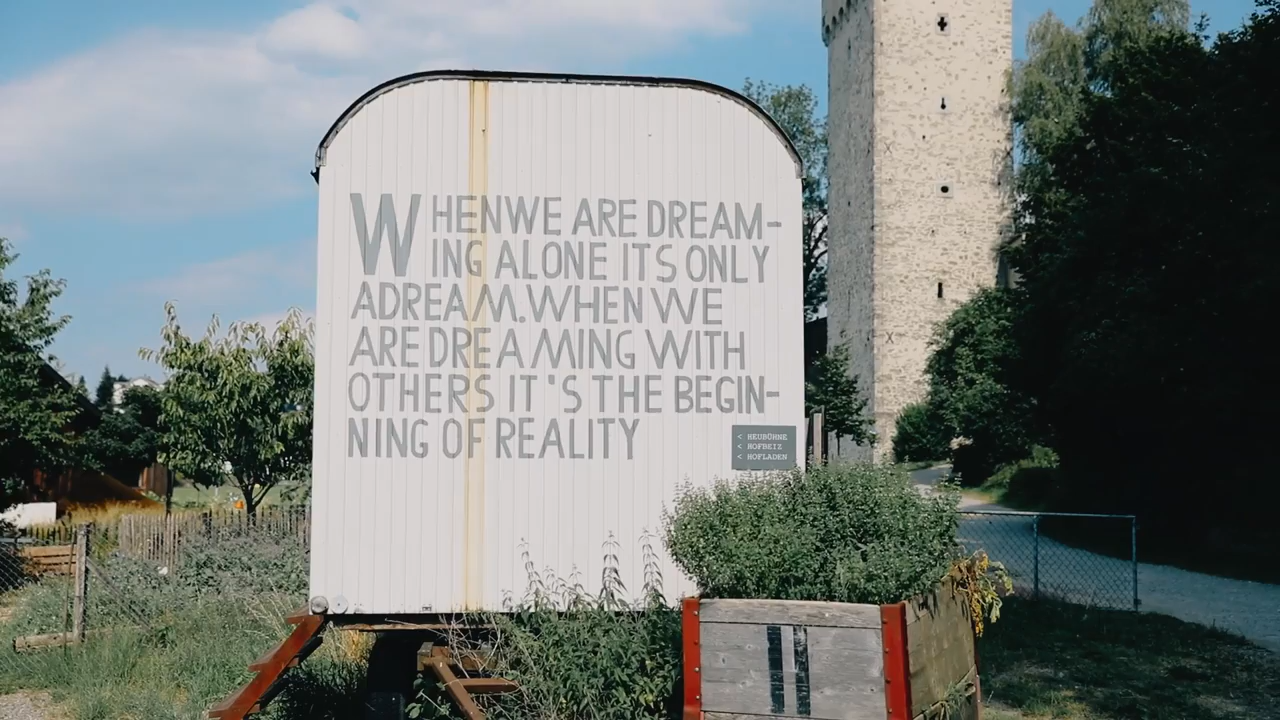 WHENWE ARE DREAM-
ING ALONE ITS ONLY
ADREAM.WHEN WE
ARE DREAMING WITH
OTHERS IT'S THE BEGIN-
NING OF REALITY
< HEUBÜHNE
< HOFBEIZ
< HOFLADEN